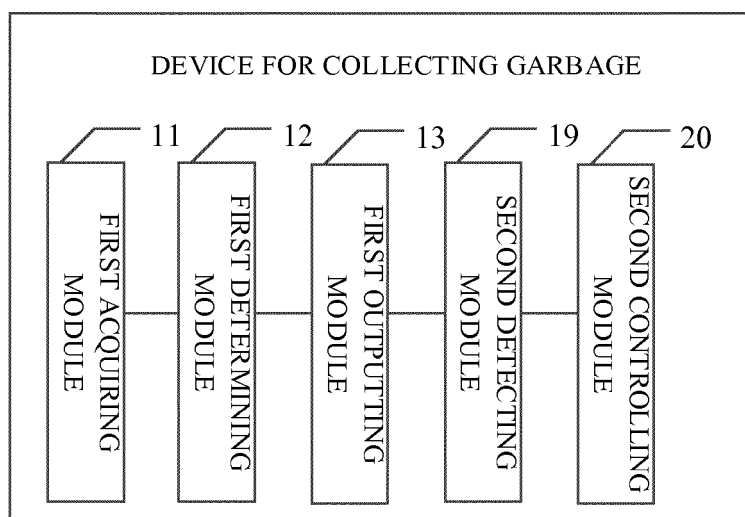 DEVICE FOR COLLECTING GARBAGE
11
12
13
19
20
FIRST ACQUIRING
MODULE
FIRST DETERMINING
MODULE
FIRST OUTPUTTING
MODULE
SECOND DETECTING
MODULE
SECOND CONTROLLING
MODULE